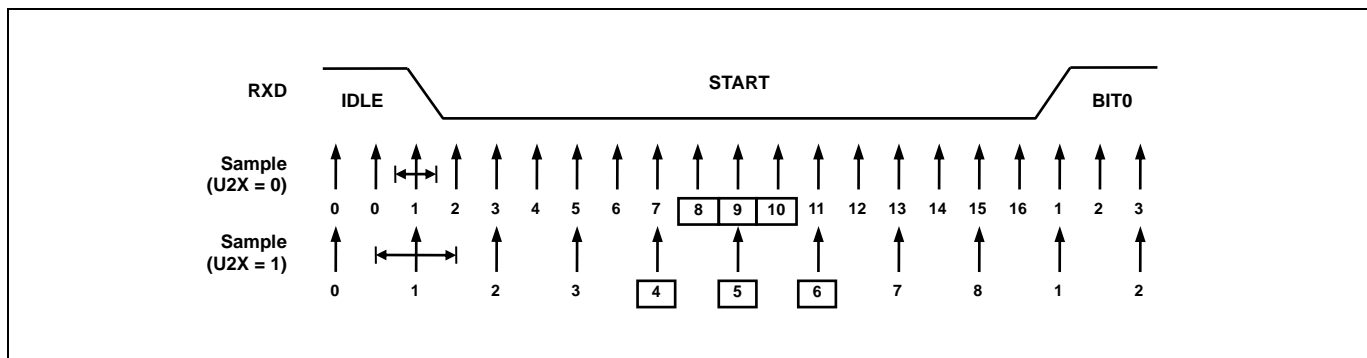 RXD
IDLE
START
BIT0
Sample
(U2X = 0)
0 0 1 2 3 4 5 6 7 8 9 10 11 12 13 14 15 16 1 2 3
Sample
(U2X = 1)
0 1 2 3 4 5 6 7 8 1 2